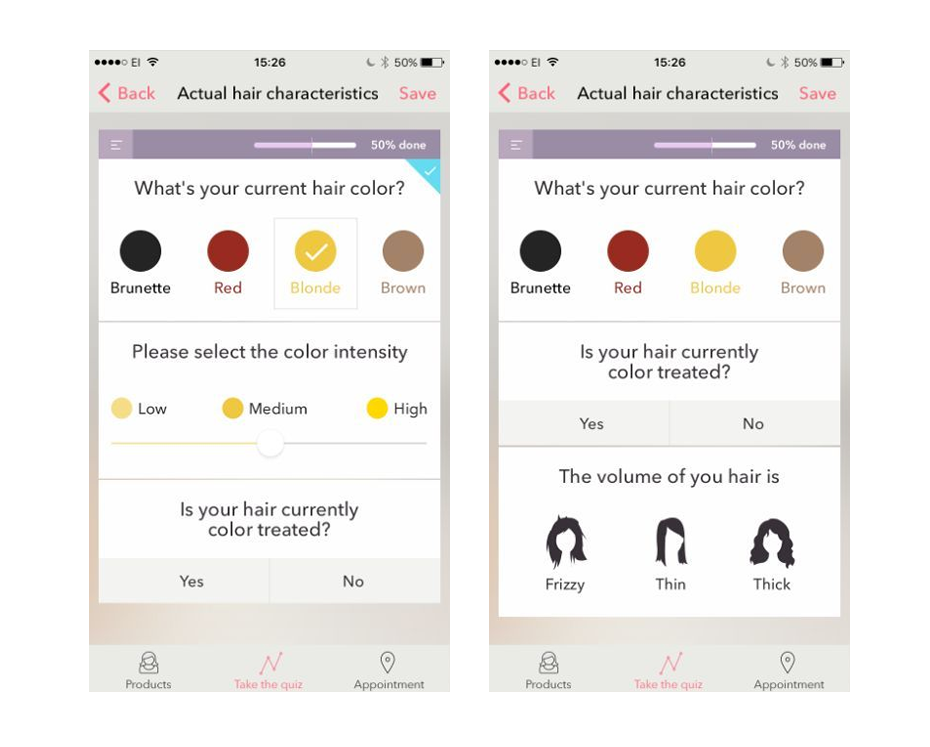 EI 15:26 50%
Back Actual hair characteristics Save
50% done
What's your current hair color?
Brunette Red Blonde Brown
Please select the color intensity
Low Medium High
Is your hair currently
color treated?
Yes No
Products Take the quiz Appointment
EI 15:26 50%
Back Actual hair characteristics Save
50% done
What's your current hair color?
Brunette Red Blonde Brown
Is your hair currently
color treated?
Yes No
The volume of you hair is
Frizzy Thin Thick
Products Take the quiz Appointment